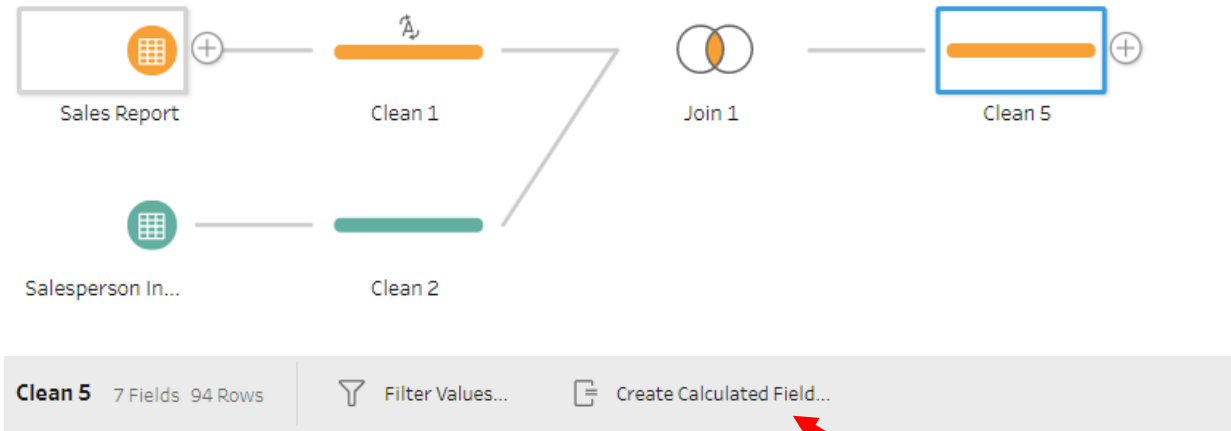 Sales Report
Clean 1
Join 1
Clean 5
Salesperson In...
Clean 2
Clean 5 7 Fields 94 Rows Filter Values... Create Calculated Field...